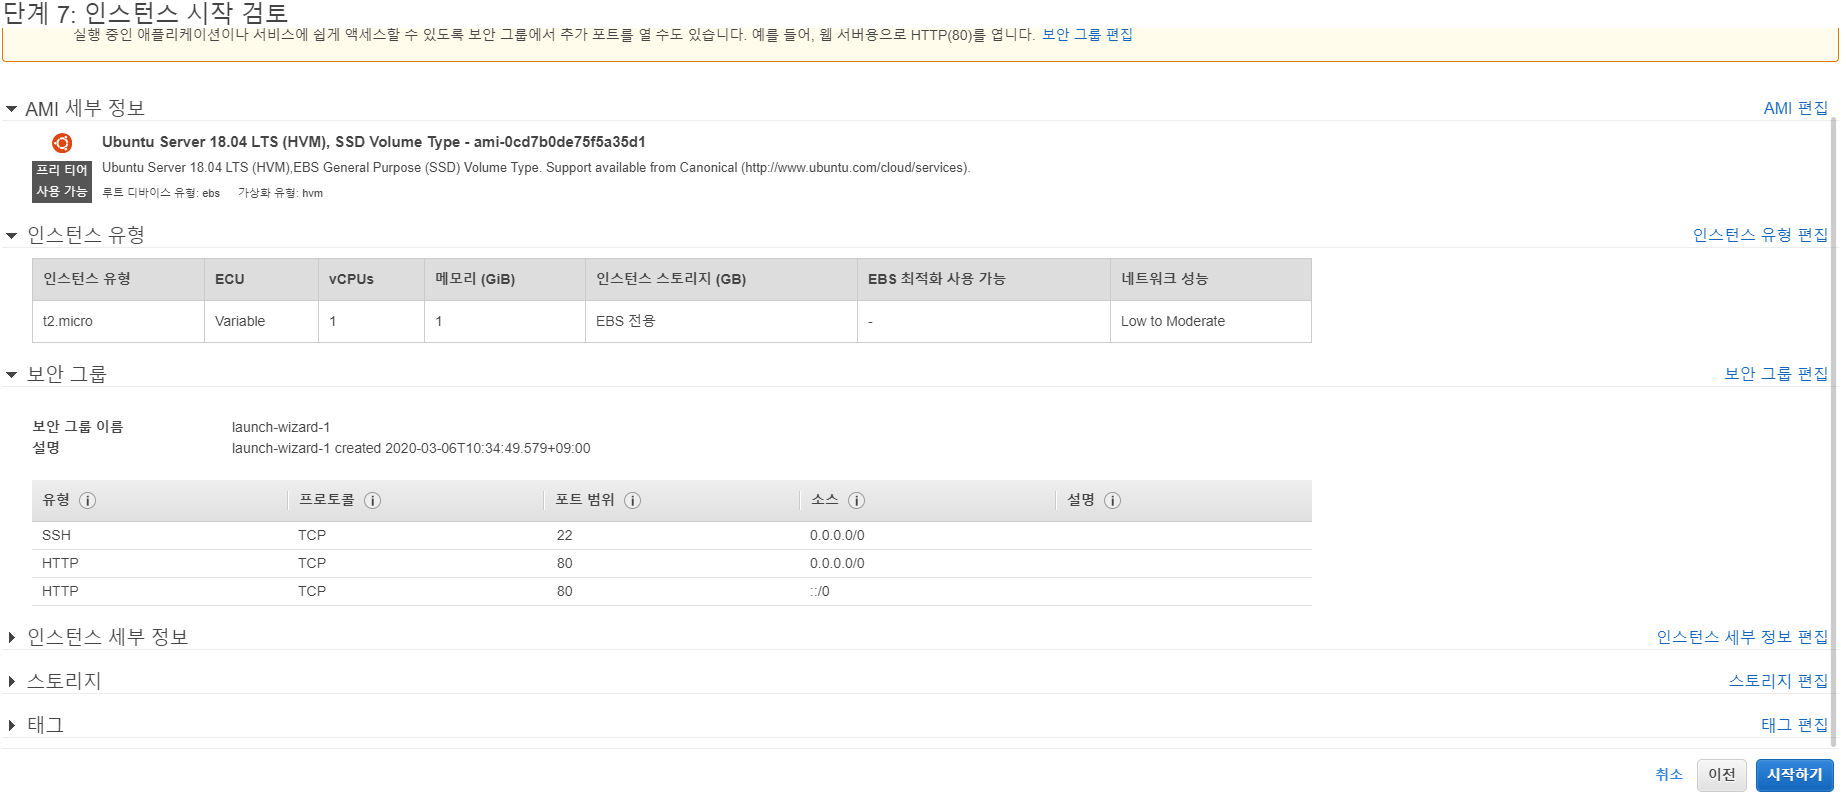 단계 7: 인스턴스 시작 검토
실행 중인 애플리케이션이나 서비스에 쉽게 액세스할 수 있도록 보안 그룹에서 추가 포트를 열 수도 있습니다. 예를 들어, 웹 서버용으로 HTTP(80)를 엽니다. 보안 그룹 편집
AMI 세부 정보 AMI 편집
Ubuntu Server 18.04 LTS (HVM), SSD Volume Type - ami-0cd7b0de75f5a35d1
프리 티어 사용 가능
Ubuntu Server 18.04 LTS (HVM),EBS General Purpose (SSD) Volume Type. Support available from Canonical (http://www.ubuntu.com/cloud/services).
루트 디바이스 유형: ebs 가상화 유형: hvm
인스턴스 유형 인스턴스 유형 편집
인스턴스 유형 ECU vCPUs 메모리 (GiB) 인스턴스 스토리지 (GB) EBS 최적화 사용 가능 네트워크 성능
t2.micro Variable 1 1 EBS 전용 - Low to Moderate
보안 그룹 보안 그룹 편집
보안 그룹 이름 launch-wizard-1
설명 launch-wizard-1 created 2020-03-06T10:34:49.579+09:00
유형 프로토콜 포트 범위 소스 설명
SSH TCP 22 0.0.0.0/0
HTTP TCP 80 0.0.0.0/0
HTTP TCP 80 ::/0
인스턴스 세부 정보 인스턴스 세부 정보 편집
스토리지 스토리지 편집
태그 태그 편집
취소 이전 시작하기